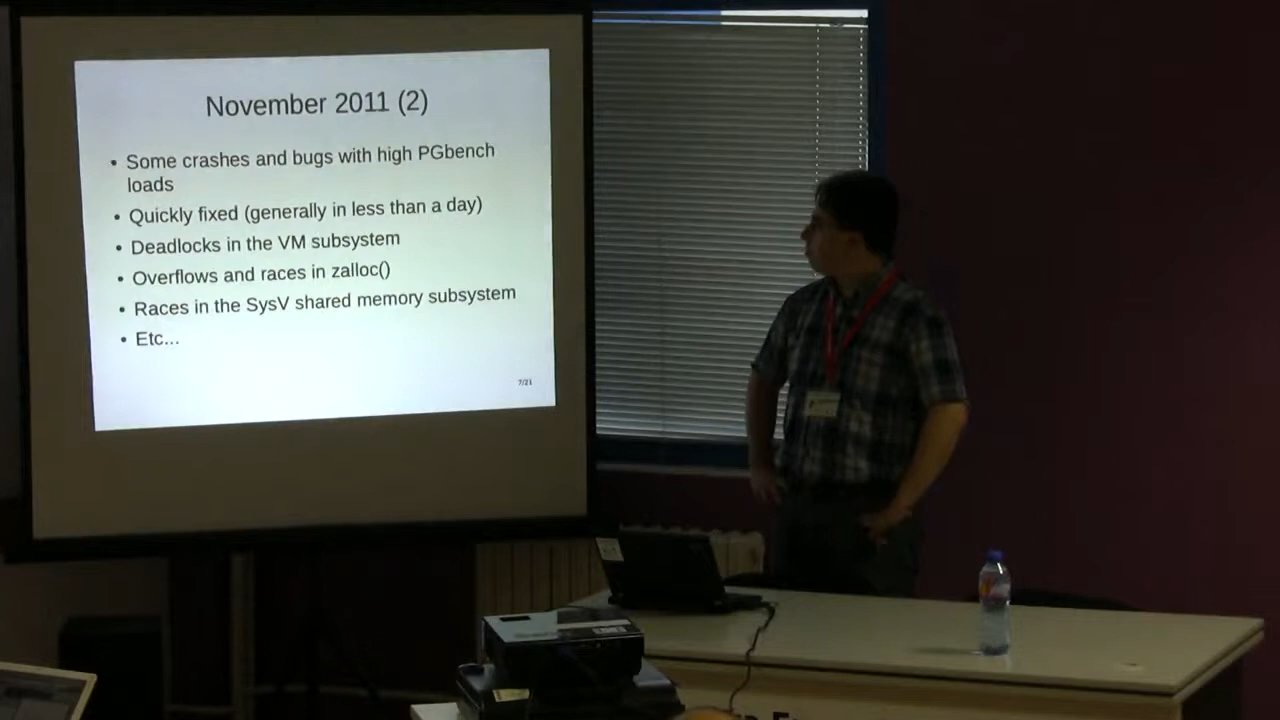 November 2011 (2)
• Some crashes and bugs with high PGbench
loads
• Quickly fixed (generally in less than a day)
• Deadlocks in the VM subsystem
• Overflows and races in zalloc()
• Races in the SysV shared memory subsystem
• Etc...
7/21